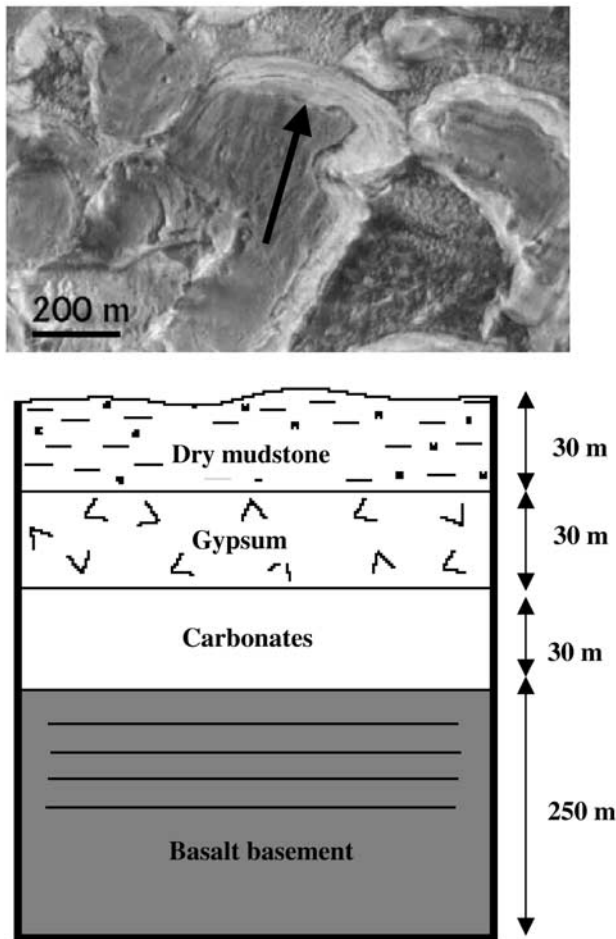 200 m
Dry mudstone
30 m
Gypsum
30 m
Carbonates
30 m
250 m
Basalt basement